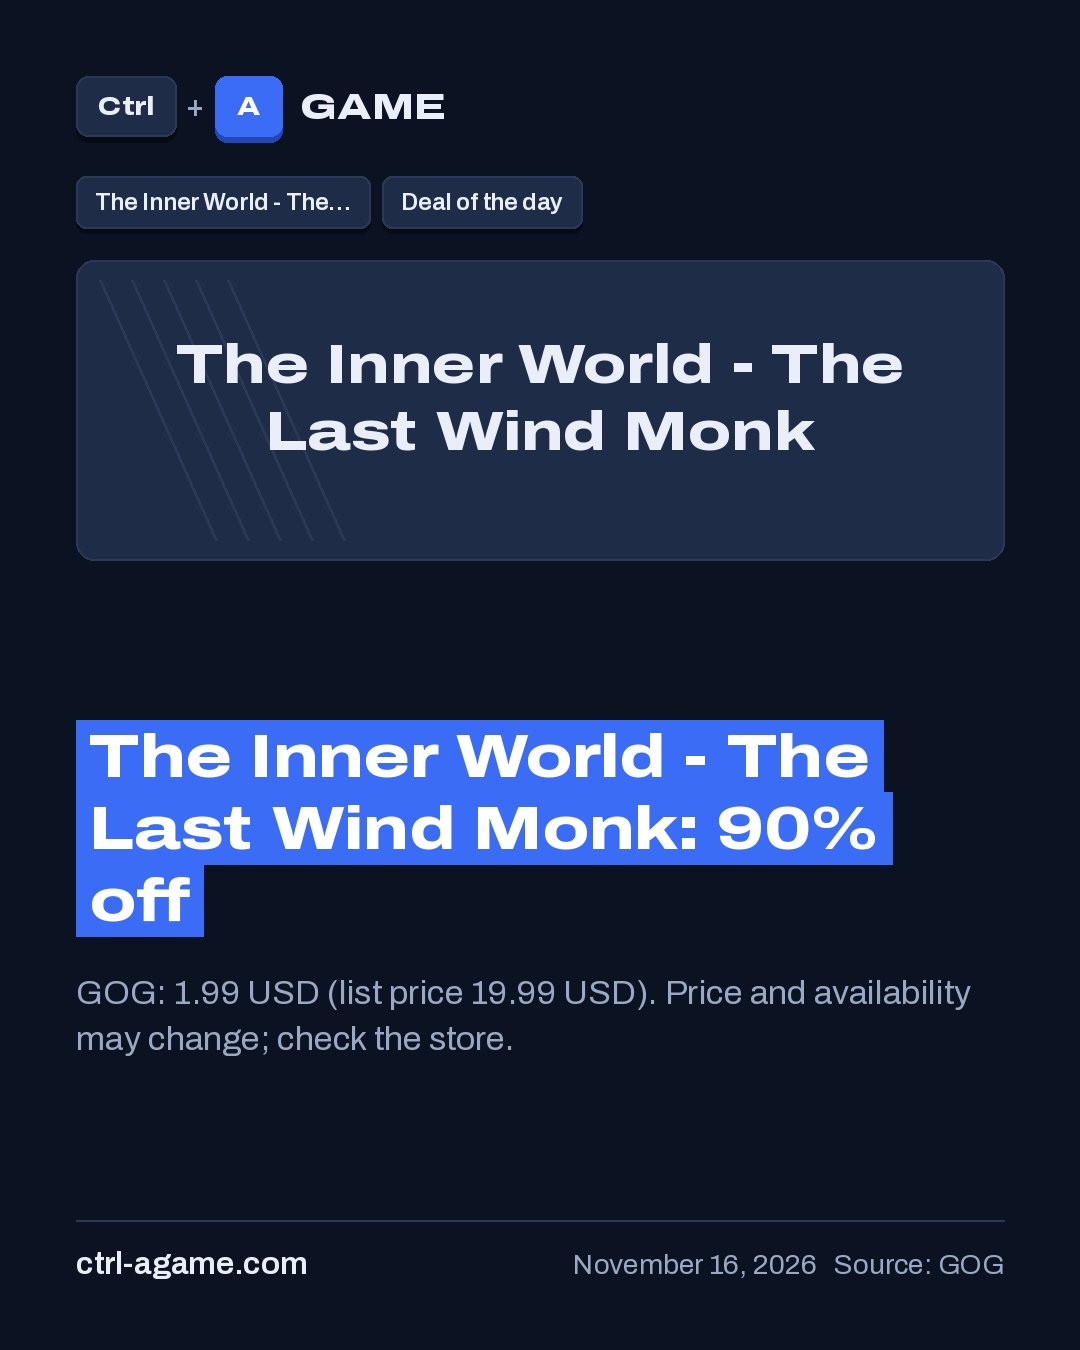 Ctrl + A GAME
The Inner World - The... Deal of the day
The Inner World - The
Last Wind Monk
The Inner World - The
Last Wind Monk: 90%
off
GOG: 1.99 USD (list price 19.99 USD). Price and availability
may change; check the store.
ctrl-agame.com November 16, 2026 Source: GOG